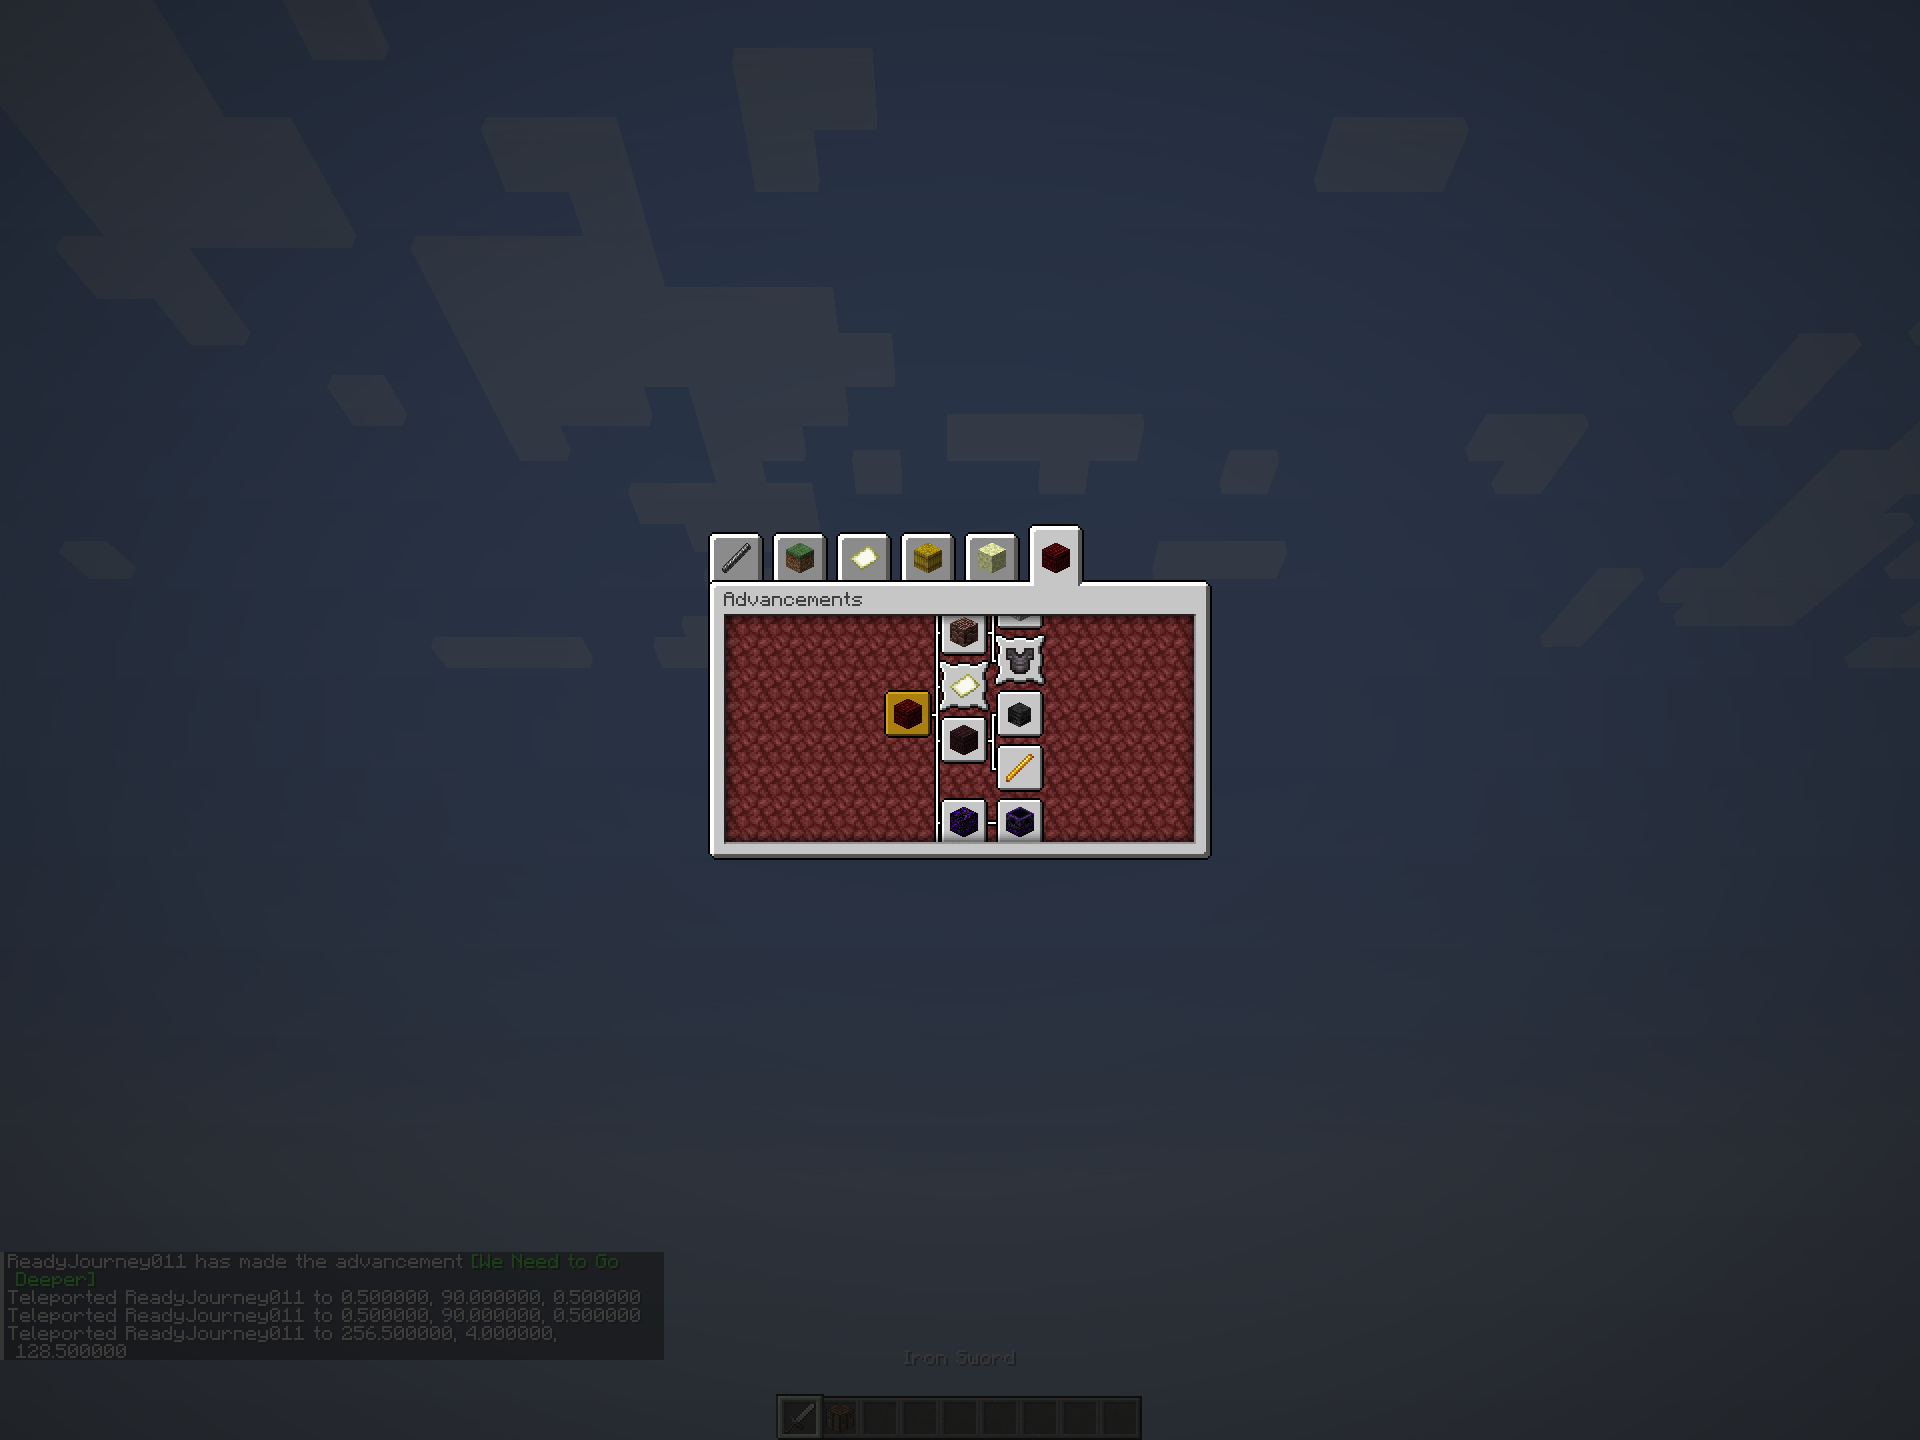 Advancements
ReadyJourney011 has made the advancement [We Need to Go
Deeper]
Teleported ReadyJourney011 to 0.500000, 90.000000, 0.500000
Teleported ReadyJourney011 to 0.500000, 90.000000, 0.500000
Teleported ReadyJourney011 to 256.500000, 4.000000,
128.500000
Iron Sword